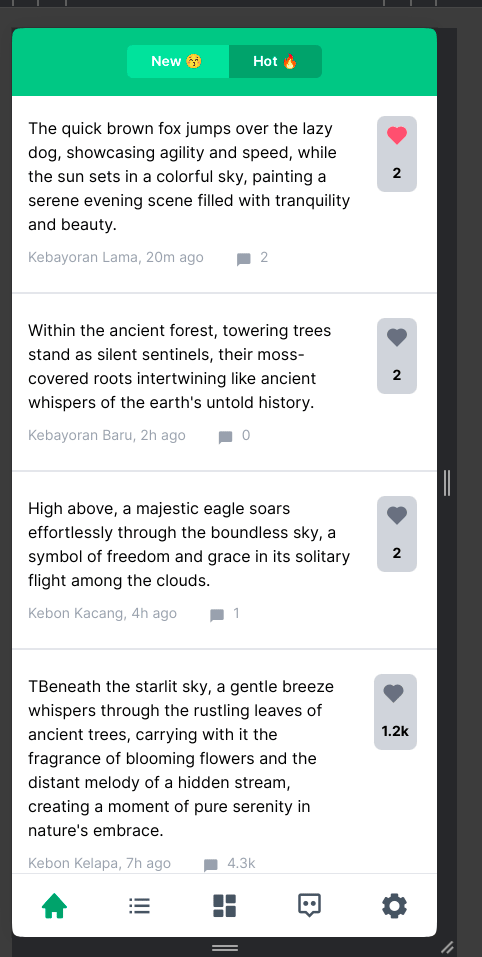 New 😚 Hot 🔥
The quick brown fox jumps over the lazy
dog, showcasing agility and speed, while
the sun sets in a colorful sky, painting a
serene evening scene filled with tranquility
and beauty.
2
Kebayoran Lama, 20m ago 2
Within the ancient forest, towering trees
stand as silent sentinels, their moss-
covered roots intertwining like ancient
whispers of the earth's untold history.
2
Kebayoran Baru, 2h ago 0
High above, a majestic eagle soars
effortlessly through the boundless sky, a
symbol of freedom and grace in its solitary
flight among the clouds.
2
Kebon Kacang, 4h ago 1
TBeneath the starlit sky, a gentle breeze
whispers through the rustling leaves of
ancient trees, carrying with it the
fragrance of blooming flowers and the
distant melody of a hidden stream,
creating a moment of pure serenity in
nature's embrace.
1.2k
Kebon Kelapa, 7h ago 4.3k